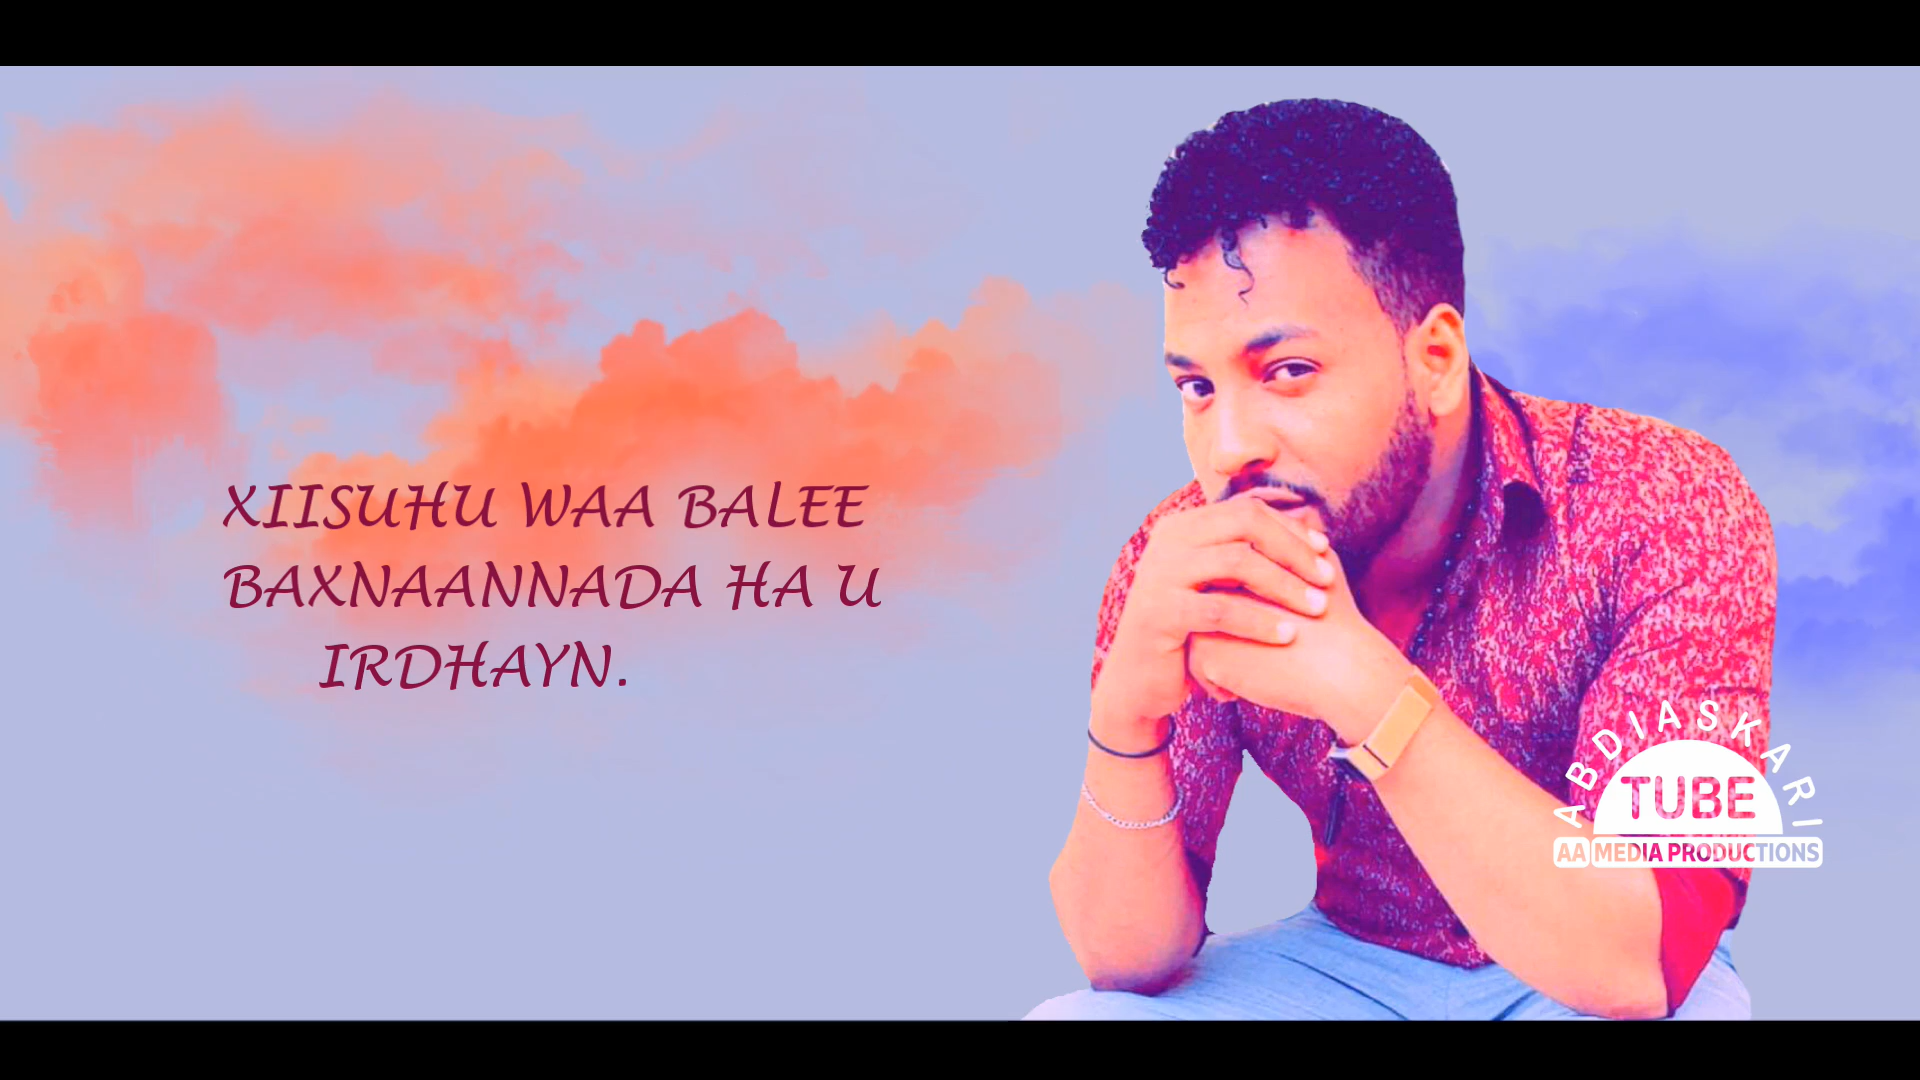 XIISUHU WAA BALEE
BAXNAANNADA HA U
IRDHAYN.
ABDIASKARI
TUBE
AA MEDIA PRODUCTIONS